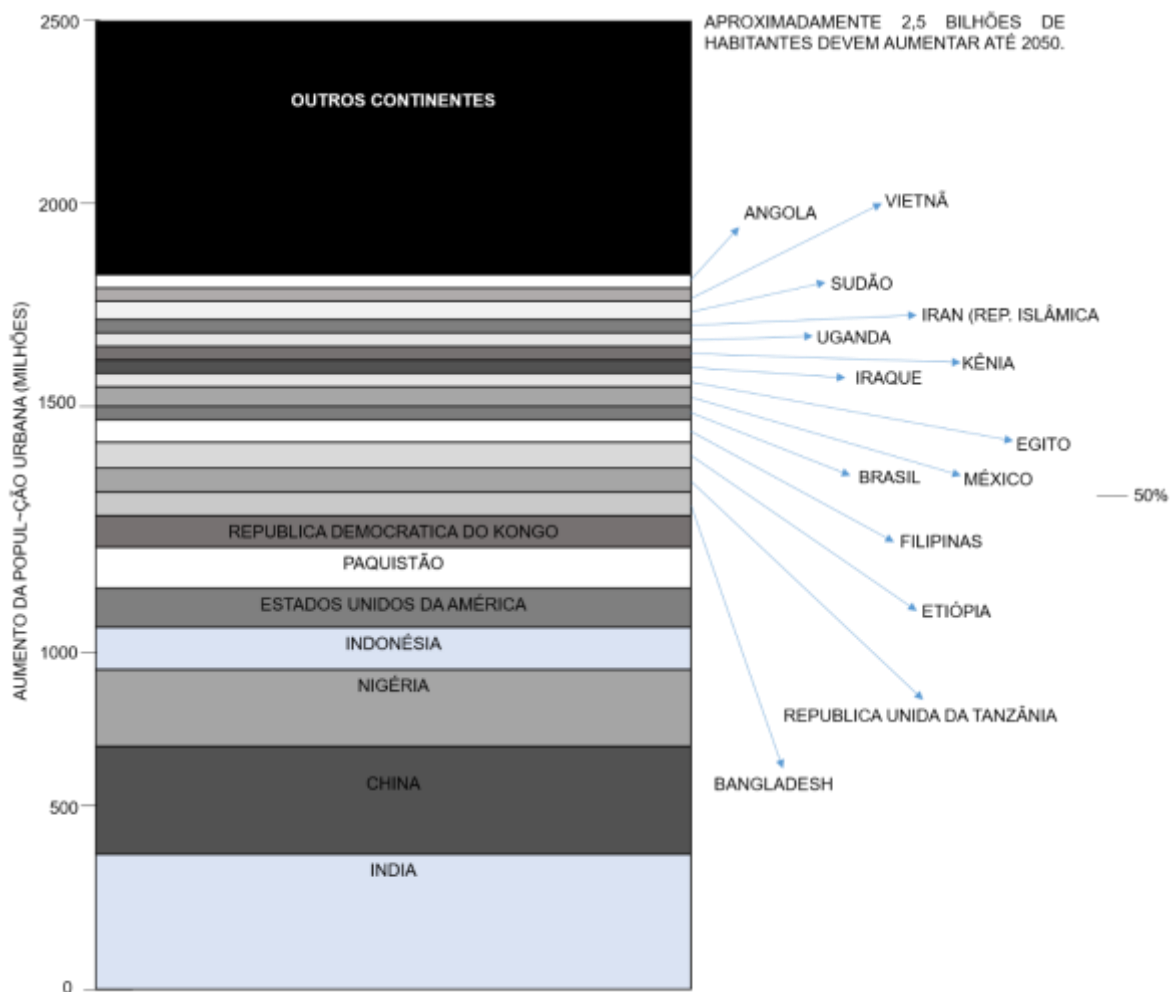 2500
APROXIMADAMENTE 2,5 BILHÕES DE
HABITANTES DEVEM AUMENTAR ATÉ 2050.
OUTROS CONTINENTES
2000
ANGOLA
VIETNÃ
SUDÃO
IRAN (REP. ISLÂMICA
UGANDA
KÊNIA
IRAQUE
1500
EGITO
BRASIL
MÉXICO
50%
FILIPINAS
ETIÓPIA
REPUBLICA UNIDA DA TANZÂNIA
BANGLADESH
REPUBLICA DEMOCRATICA DO KONGO
PAQUISTÃO
ESTADOS UNIDOS DA AMÉRICA
INDONÉSIA
1000
NIGÉRIA
CHINA
500
INDIA
0
AUMENTO DA POPUL~ÇÃO URBANA (MILHÕES)